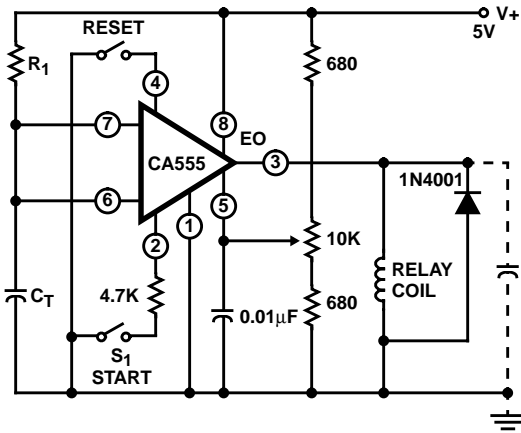 V+
5V
RESET
R1
680
4
7
8
EO
CA555
3
6
5
1
2
10K
1N4001
CT
4.7K
0.01μF
680
RELAY
COIL
S1
START